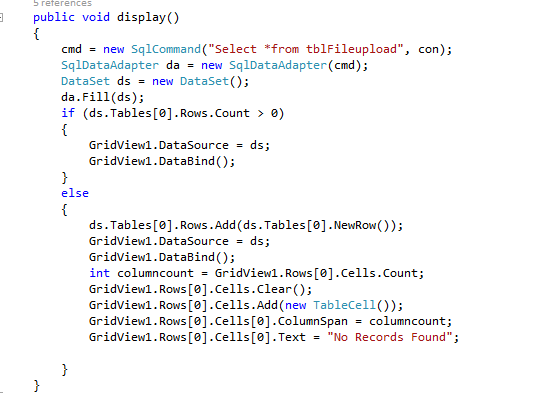 5 references
public void display()
{
cmd = new SqlCommand("Select *from tblFileupload", con);
SqlDataAdapter da = new SqlDataAdapter(cmd);
DataSet ds = new DataSet();
da.Fill(ds);
if (ds.Tables[0].Rows.Count > 0)
{
GridView1.DataSource = ds;
GridView1.DataBind();
}
else
{
ds.Tables[0].Rows.Add(ds.Tables[0].NewRow());
GridView1.DataSource = ds;
GridView1.DataBind();
int columncount = GridView1.Rows[0].Cells.Count;
GridView1.Rows[0].Cells.Clear();
GridView1.Rows[0].Cells.Add(new TableCell());
GridView1.Rows[0].Cells[0].ColumnSpan = columncount;
GridView1.Rows[0].Cells[0].Text = "No Records Found";
}
}